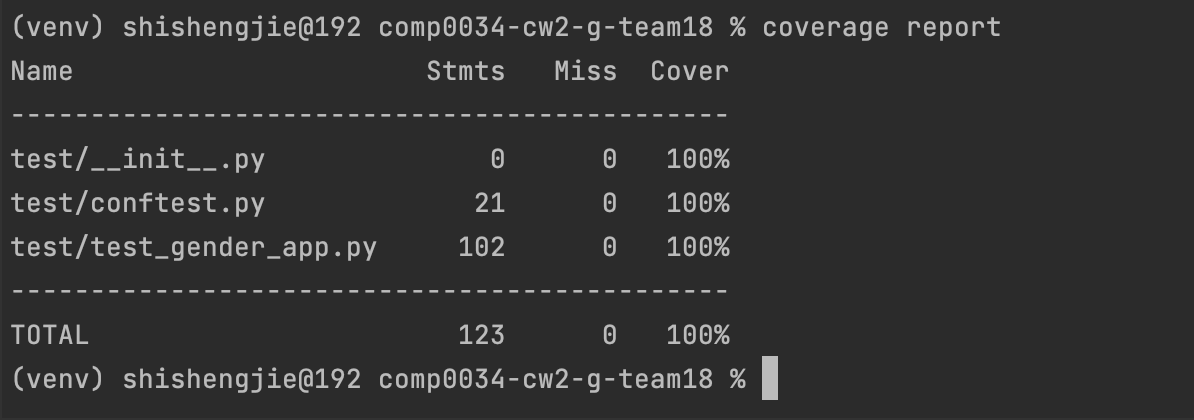 (venv) shishengjie@192 comp0034-cw2-g-team18 % coverage report
Name                      Stmts   Miss  Cover
---------------------------------------------
test/__init__.py              0      0   100%
test/conftest.py             21      0   100%
test/test_gender_app.py     102      0   100%
---------------------------------------------
TOTAL                       123      0   100%
(venv) shishengjie@192 comp0034-cw2-g-team18 %